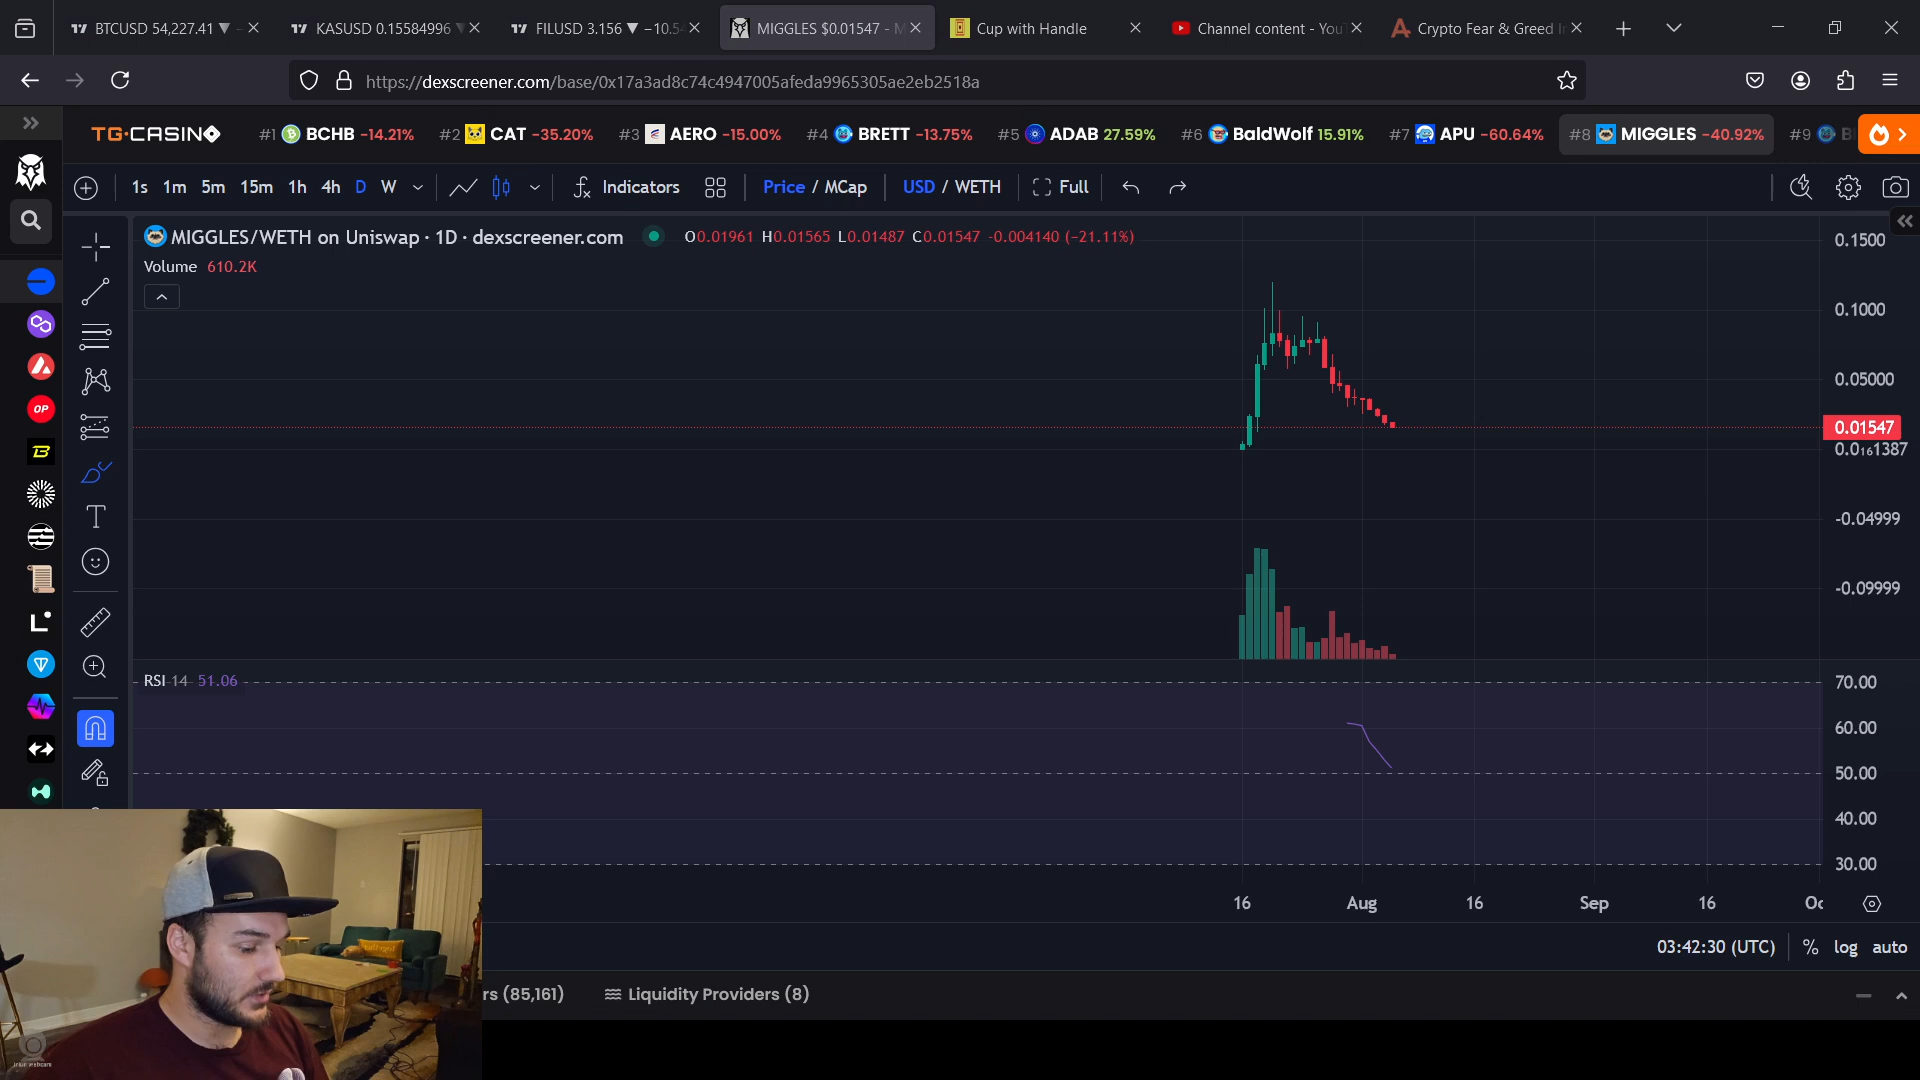 BTCUSD 54,227.41 ▼
KASUSD 0.15584996 ▼
FILUSD 3.156 ▼ −10.54
MIGGLES $0.01547 -
Cup with Handle
Channel content - You
Crypto Fear & Greed I
https://dexscreener.com/base/0x17a3ad8c74c4947005afeda9965305ae2eb2518a
TG·CASINO
#1 BCHB -14.21%
#2 CAT -35.20%
#3 AERO -15.00%
#4 BRETT -13.75%
#5 ADAB 27.59%
#6 BaldWolf 15.91%
#7 APU -60.64%
#8 MIGGLES -40.92%
#9
1s 1m 5m 15m 1h 4h D W
Indicators
Price / MCap
USD / WETH
Full
MIGGLES/WETH on Uniswap · 1D · dexscreener.com
O0.01961 H0.01565 L0.01487 C0.01547 -0.004140 (−21.11%)
Volume 610.2K
0.1500
0.1000
0.05000
0.01547
0.0₁₆1387
-0.04999
-0.09999
OP
T
RSI 14 51.06
70.00
60.00
50.00
40.00
30.00
16 Aug 16 Sep 16 Oc
03:42:30 (UTC) % log auto
rs (85,161)
Liquidity Providers (8)